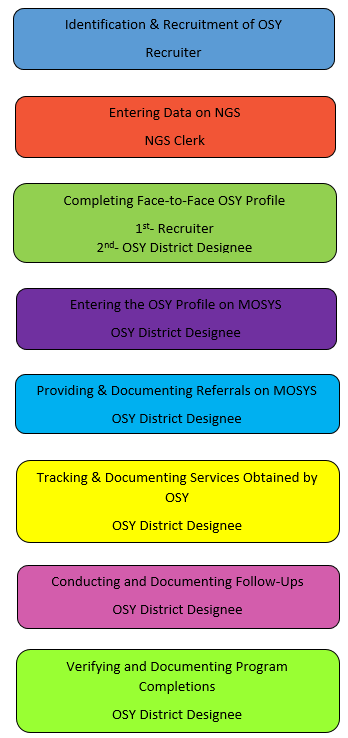 Identification & Recruitment of OSY
Recruiter
Entering Data on NGS
NGS Clerk
Completing Face-to-Face OSY Profile
1st- Recruiter
2nd- OSY District Designee
Entering the OSY Profile on MOSYS
OSY District Designee
Providing & Documenting Referrals on MOSYS
OSY District Designee
Tracking & Documenting Services Obtained by
OSY
OSY District Designee
Conducting and Documenting Follow-Ups
OSY District Designee
Verifying and Documenting Program
Completions
OSY District Designee